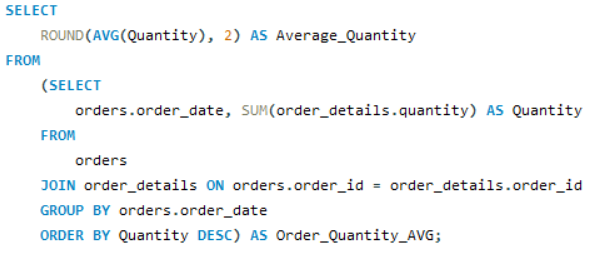 SELECT
ROUND(AVG(Quantity), 2) AS Average_Quantity
FROM
(SELECT
orders.order_date, SUM(order_details.quantity) AS Quantity
FROM
orders
JOIN order_details ON orders.order_id = order_details.order_id
GROUP BY orders.order_date
ORDER BY Quantity DESC) AS Order_Quantity_AVG;